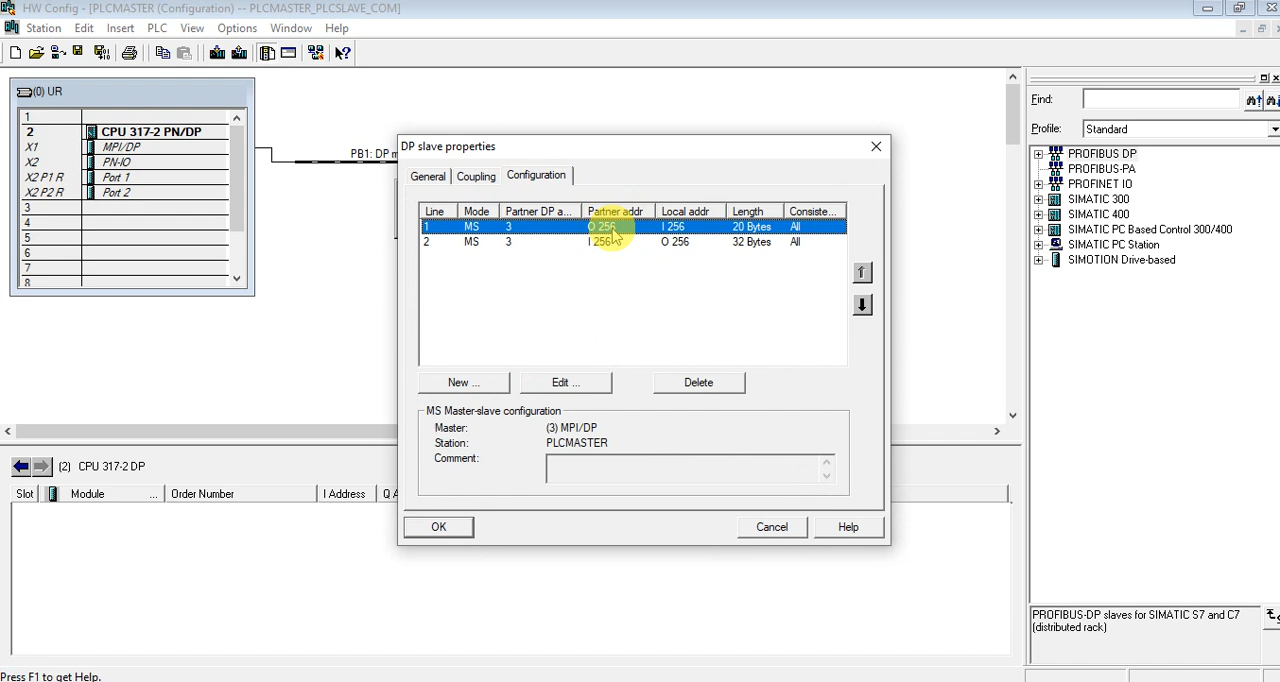 HW Config - [PLCMASTER (Configuration) -- PLCMASTER_PLCSLAVE_COM]
Station Edit Insert PLC View Options Window Help
(0) UR
1
2 CPU 317-2 PN/DP
X1 MPI/DP
X2 PN-IO
X2 P1 R Port 1
X2 P2 R Port 2
3
4
5
6
7
8
PB1: DP m
DP slave properties
General Coupling Configuration
Line Mode Partner DP a... Partner addr Local addr Length Consiste...
1 MS 3 O 256 I 256 20 Bytes All
2 MS 3 I 256 O 256 32 Bytes All
New ... Edit ... Delete
MS Master-slave configuration
Master: (3) MPI/DP
Station: PLCMASTER
Comment:
OK Cancel Help
(2) CPU 317-2 DP
Slot Module ... Order Number I Address Q A
Find:
Profile: Standard
PROFIBUS DP
PROFIBUS-PA
PROFINET IO
SIMATIC 300
SIMATIC 400
SIMATIC PC Based Control 300/400
SIMATIC PC Station
SIMOTION Drive-based
PROFIBUS-DP slaves for SIMATIC S7 and C7
(distributed rack)
Press F1 to get Help.